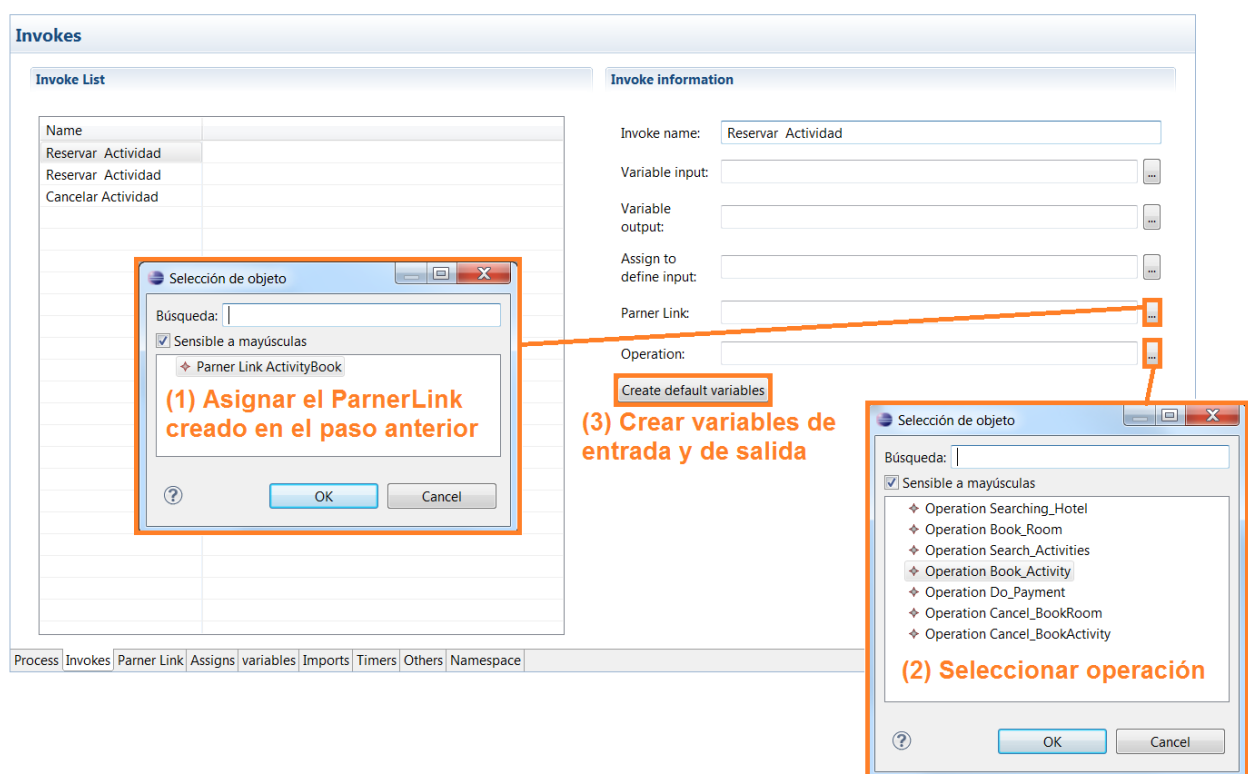 Invokes
Invoke List
Name
Reservar Actividad
Reservar Actividad
Cancelar Actividad
Invoke information
Invoke name: Reservar Actividad
Variable input: ...
Variable
output: ...
Assign to
define input: ...
Parner Link: ...
Operation: ...
Create default variables
(3) Crear variables de
entrada y de salida
Selección de objeto
Búsqueda:
Sensible a mayúsculas
Parner Link ActivityBook
(1) Asignar el ParnerLink
creado en el paso anterior
? OK Cancel
Selección de objeto
Búsqueda:
Sensible a mayúsculas
Operation Searching_Hotel
Operation Book_Room
Operation Search_Activities
Operation Book_Activity
Operation Do_Payment
Operation Cancel_BookRoom
Operation Cancel_BookActivity
(2) Seleccionar operación
? OK Cancel
Process Invokes Parner Link Assigns variables Imports Timers Others Namespace